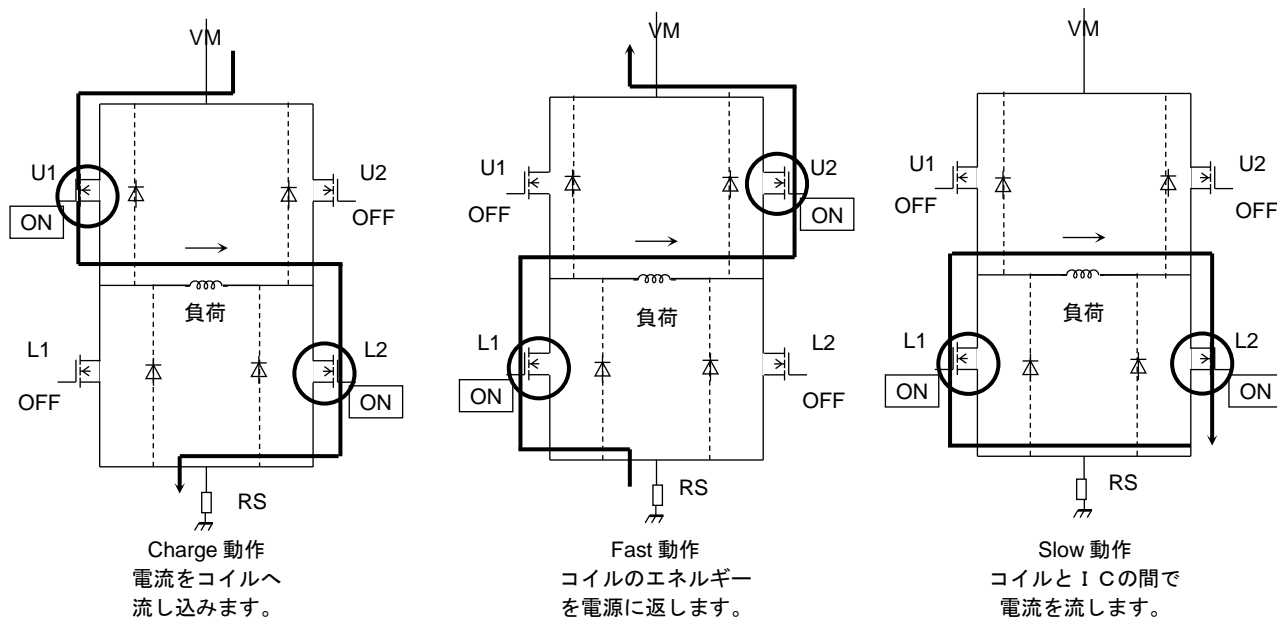 VM
U1
U2
ON
OFF
負荷
L1
L2
OFF
ON
RS
Charge 動作
電流をコイルへ
流し込みます。
VM
U1
U2
OFF
ON
負荷
L1
L2
ON
OFF
RS
Fast 動作
コイルのエネルギー
を電源に返します。
VM
U1
U2
OFF
OFF
負荷
L1
L2
ON
ON
RS
Slow 動作
コイルとＩＣの間で
電流を流します。